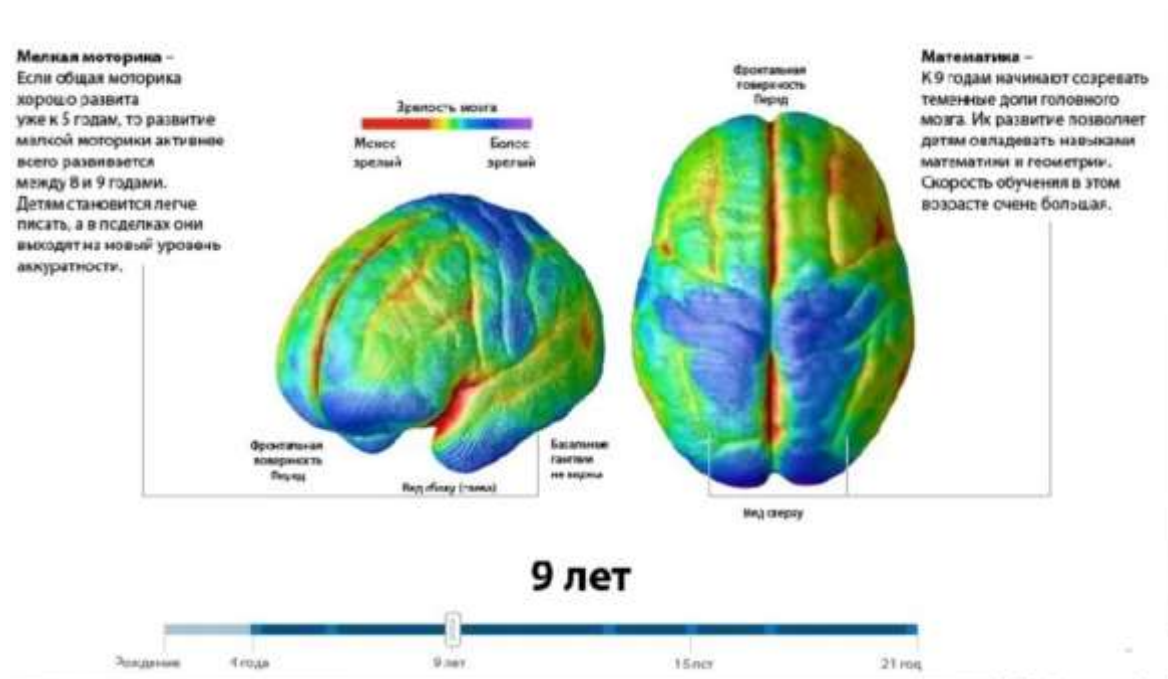 Мелкая моторика –
Если общая моторика
хорошо развита
уже к 5 годам, то развитие
мелкой моторики активнее
всего развивается
между 8 и 9 годами.
Детям становится легче
писать, а в поделках они
выходят на новый уровень
аккуратности.
Зрелость мозга
Менее зрелый
Более зрелый
Фронтальная
поверхность
Перед
Математика –
К 9 годам начинают созревать
теменные доли головного
мозга. Их развитие позволяет
детям овладевать навыками
математики и геометрии.
Скорость обучения в этом
возрасте очень большая.
Фронтальная
поверхность
Перед
Вид сбоку (слева)
Базальные
ганглии
не видны
Вид сверху
9 лет
Рождение
4 года
9 лет
15 лет
21 год